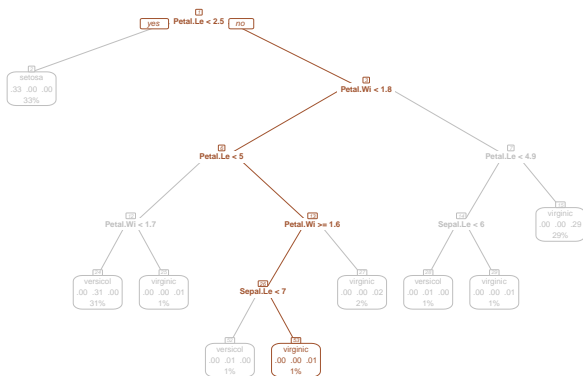 1
Petal.Le < 2.5
yes
no
2
setosa
.33 .00 .00
33%
3
Petal.Wi < 1.8
6
Petal.Le < 5
7
Petal.Le < 4.9
12
Petal.Wi < 1.7
13
Petal.Wi >= 1.6
Sepal.Le < 6
15
virginic
.00 .00 .29
29%
24
versicol
.00 .31 .00
31%
25
virginic
.00 .00 .01
1%
26
Sepal.Le < 7
27
virginic
.00 .00 .02
2%
versicol
.00 .01 .00
1%
virginic
.00 .00 .01
1%
versicol
.00 .01 .00
1%
53
virginic
.00 .00 .01
1%